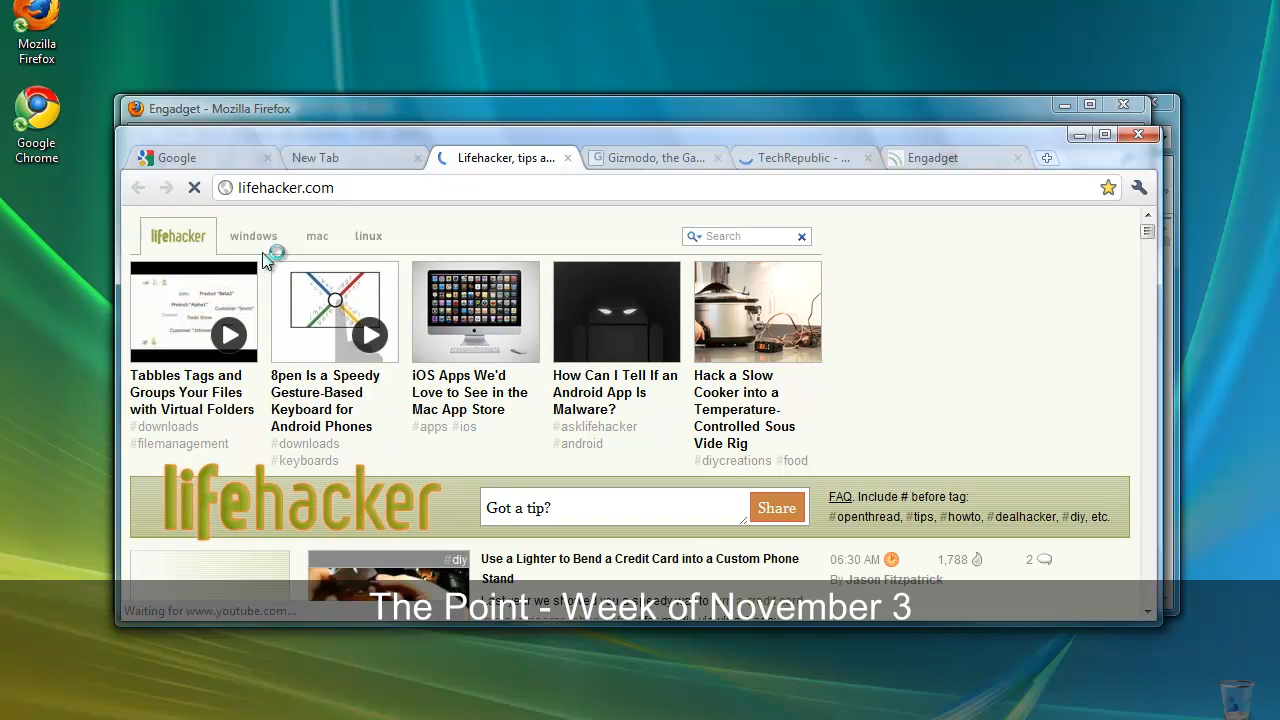 Mozilla
Firefox
Google
Chrome
Engadget - Mozilla Firefox
Google
New Tab
Lifehacker, tips a...
Gizmodo, the Ga...
TechRepublic - ...
Engadget
lifehacker.com
lifehacker
windows
mac
linux
Search
Tabbles Tags and
Groups Your Files
with Virtual Folders
#downloads
#filemanagement
8pen Is a Speedy
Gesture-Based
Keyboard for
Android Phones
#downloads
#keyboards
iOS Apps We'd
Love to See in the
Mac App Store
#apps #ios
How Can I Tell If an
Android App Is
Malware?
#asklifehacker
#android
Hack a Slow
Cooker into a
Temperature-
Controlled Sous
Vide Rig
#diycreations #food
lifehacker
Got a tip?
Share
FAQ. Include # before tag:
#openthread, #tips, #howto, #dealhacker, #diy, etc.
#diy
Use a Lighter to Bend a Credit Card into a Custom Phone
Stand
06:30 AM
1,788
2
By Jason Fitzpatrick
The Point - Week of November 3
Waiting for www.youtube.com...